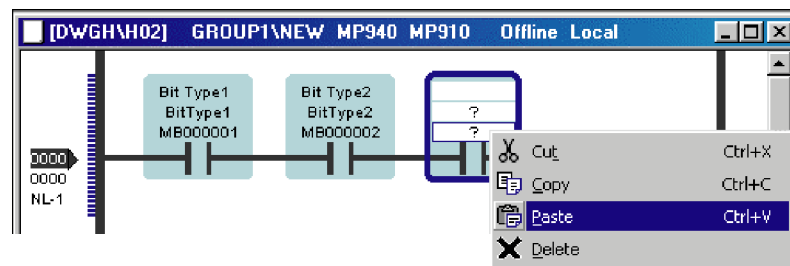 [DWGH\H02] GROUP1\NEW MP940 MP910 Offline Local
Bit Type1
BitType1
MB000001
Bit Type2
BitType2
MB000002
?
?
0000
0000
NL-1
Cut Ctrl+X
Copy Ctrl+C
Paste Ctrl+V
Delete